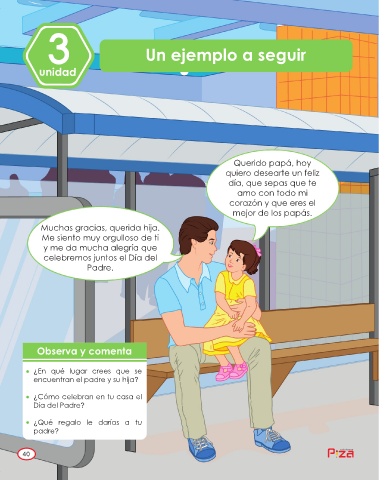 3
unidad
Un ejemplo a seguir
Querido papá, hoy
quiero desearte un feliz
día, que sepas que te
amo con todo mi
corazón y que eres el
mejor de los papás.
Muchas gracias, querida hija.
Me siento muy orgulloso de ti
y me da mucha alegría que
celebremos juntos el Día del
Padre.
Observa y comenta
• ¿En qué lugar crees que se
encuentran el padre y su hija?
• ¿Cómo celebran en tu casa el
Día del Padre?
• ¿Qué regalo le darías a tu
padre?
40